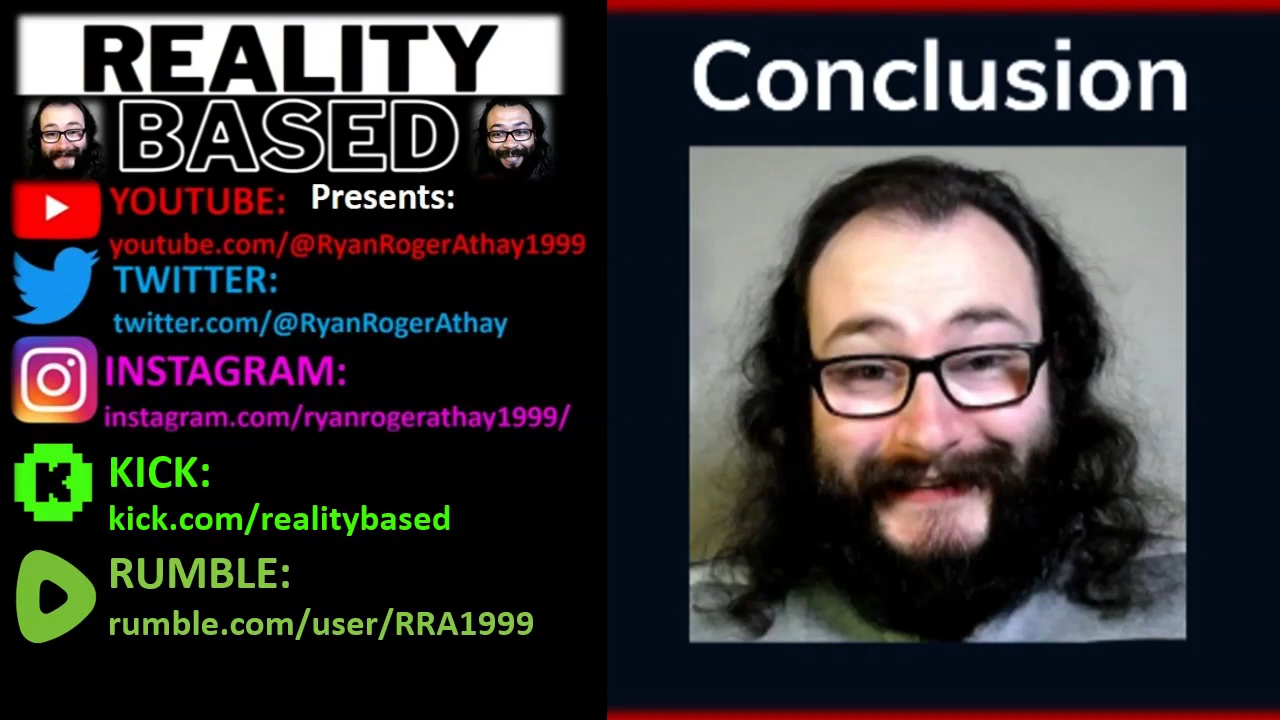 REALITY
BASED
YOUTUBE: Presents:
youtube.com/@RyanRogerAthay1999
TWITTER:
twitter.com/@RyanRogerAthay
INSTAGRAM:
instagram.com/ryanrogerathay1999/
KICK:
kick.com/realitybased
RUMBLE:
rumble.com/user/RRA1999
Conclusion